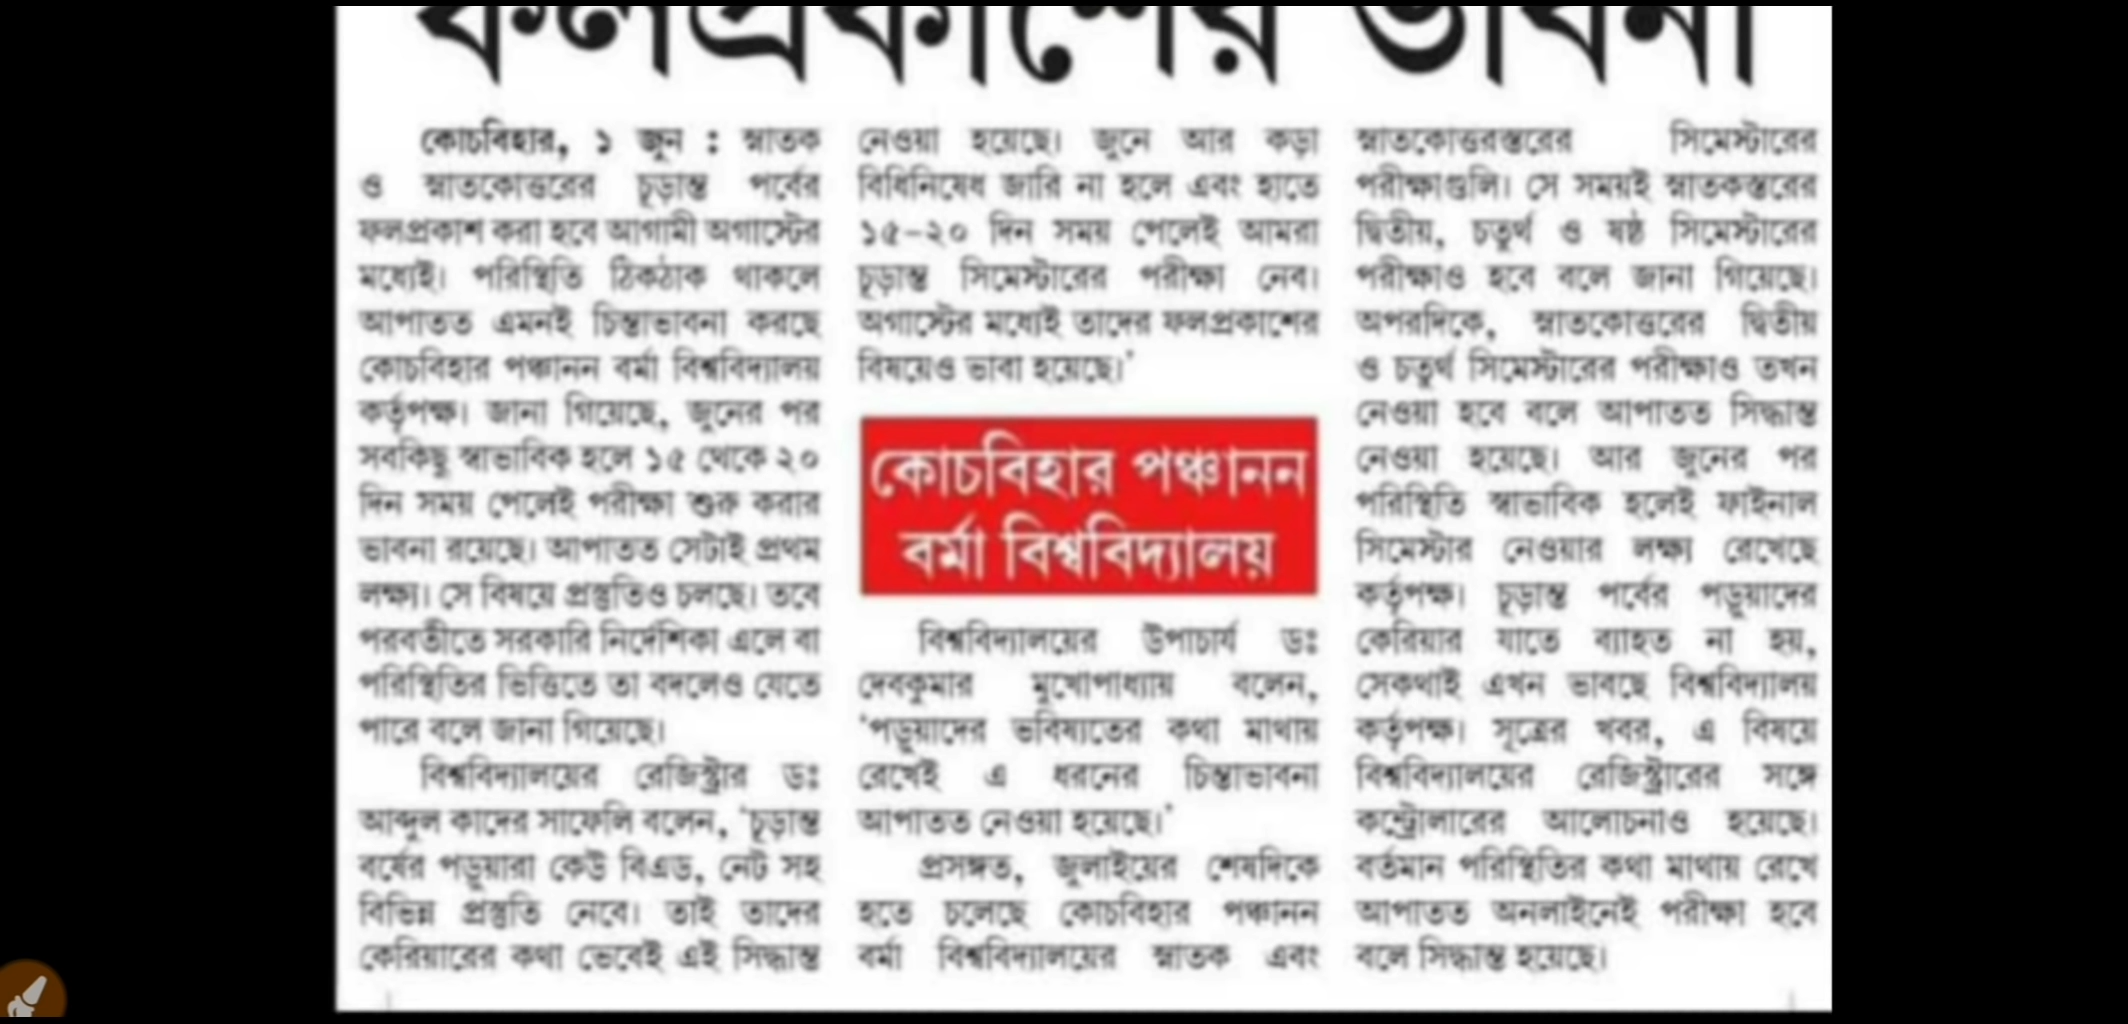 ফলপ্রকাশের ভাবনা
কোচবিহার, ১ জুন : স্নাতক
ও স্নাতকোত্তরের চূড়ান্ত পর্বের
ফলপ্রকাশ করা হবে আগামী অগাস্টের
মধ্যেই। পরিস্থিতি ঠিকঠাক থাকলে
আপাতত এমনই চিন্তাভাবনা করছে
কোচবিহার পঞ্চানন বর্মা বিশ্ববিদ্যালয়
কর্তৃপক্ষ। জানা গিয়েছে, জুনের পর
সবকিছু স্বাভাবিক হলে ১৫ থেকে ২০
দিন সময় পেলেই পরীক্ষা শুরু করার
ভাবনা রয়েছে। আপাতত সেটাই প্রথম
লক্ষ্য। সে বিষয়ে প্রস্তুতিও চলছে। তবে
পরবর্তীতে সরকারি নির্দেশিকা এলে বা
পরিস্থিতির ভিত্তিতে তা বদলেও যেতে
পারে বলে জানা গিয়েছে।
বিশ্ববিদ্যালয়ের রেজিস্ট্রার ডঃ
আব্দুল কাদের সাফেলি বলেন, 'চূড়ান্ত
বর্ষের পড়ুয়ারা কেউ বিএড, নেট সহ
বিভিন্ন প্রস্তুতি নেবে। তাই তাদের
কেরিয়ারের কথা ভেবেই এই সিদ্ধান্ত
নেওয়া হয়েছে। জুনে আর কড়া
বিধিনিষেধ জারি না হলে এবং হাতে
১৫-২০ দিন সময় পেলেই আমরা
চূড়ান্ত সিমেস্টারের পরীক্ষা নেব।
অগাস্টের মধ্যেই তাদের ফলপ্রকাশের
বিষয়েও ভাবা হয়েছে।'
কোচবিহার পঞ্চানন
বর্মা বিশ্ববিদ্যালয়
বিশ্ববিদ্যালয়ের উপাচার্য ডঃ
দেবকুমার মুখোপাধ্যায় বলেন,
'পড়ুয়াদের ভবিষ্যতের কথা মাথায়
রেখেই এ ধরনের চিন্তাভাবনা
আপাতত নেওয়া হয়েছে।'
প্রসঙ্গত, জুলাইয়ের শেষদিকে
হতে চলেছে কোচবিহার পঞ্চানন
বর্মা বিশ্ববিদ্যালয়ের স্নাতক এবং
স্নাতকোত্তরস্তরের সিমেস্টারের
পরীক্ষাগুলি। সে সময়ই স্নাতকস্তরের
দ্বিতীয়, চতুর্থ ও ষষ্ঠ সিমেস্টারের
পরীক্ষাও হবে বলে জানা গিয়েছে।
অপরদিকে, স্নাতকোত্তরের দ্বিতীয়
ও চতুর্থ সিমেস্টারের পরীক্ষাও তখন
নেওয়া হবে বলে আপাতত সিদ্ধান্ত
নেওয়া হয়েছে। আর জুনের পর
পরিস্থিতি স্বাভাবিক হলেই ফাইনাল
সিমেস্টার নেওয়ার লক্ষ্য রেখেছে
কর্তৃপক্ষ। চূড়ান্ত পর্বের পড়ুয়াদের
কেরিয়ার যাতে ব্যাহত না হয়,
সেকথাই এখন ভাবছে বিশ্ববিদ্যালয়
কর্তৃপক্ষ। সূত্রের খবর, এ বিষয়ে
বিশ্ববিদ্যালয়ের রেজিস্ট্রারের সঙ্গে
কন্ট্রোলারের আলোচনাও হয়েছে।
বর্তমান পরিস্থিতির কথা মাথায় রেখে
আপাতত অনলাইনেই পরীক্ষা হবে
বলে সিদ্ধান্ত হয়েছে।